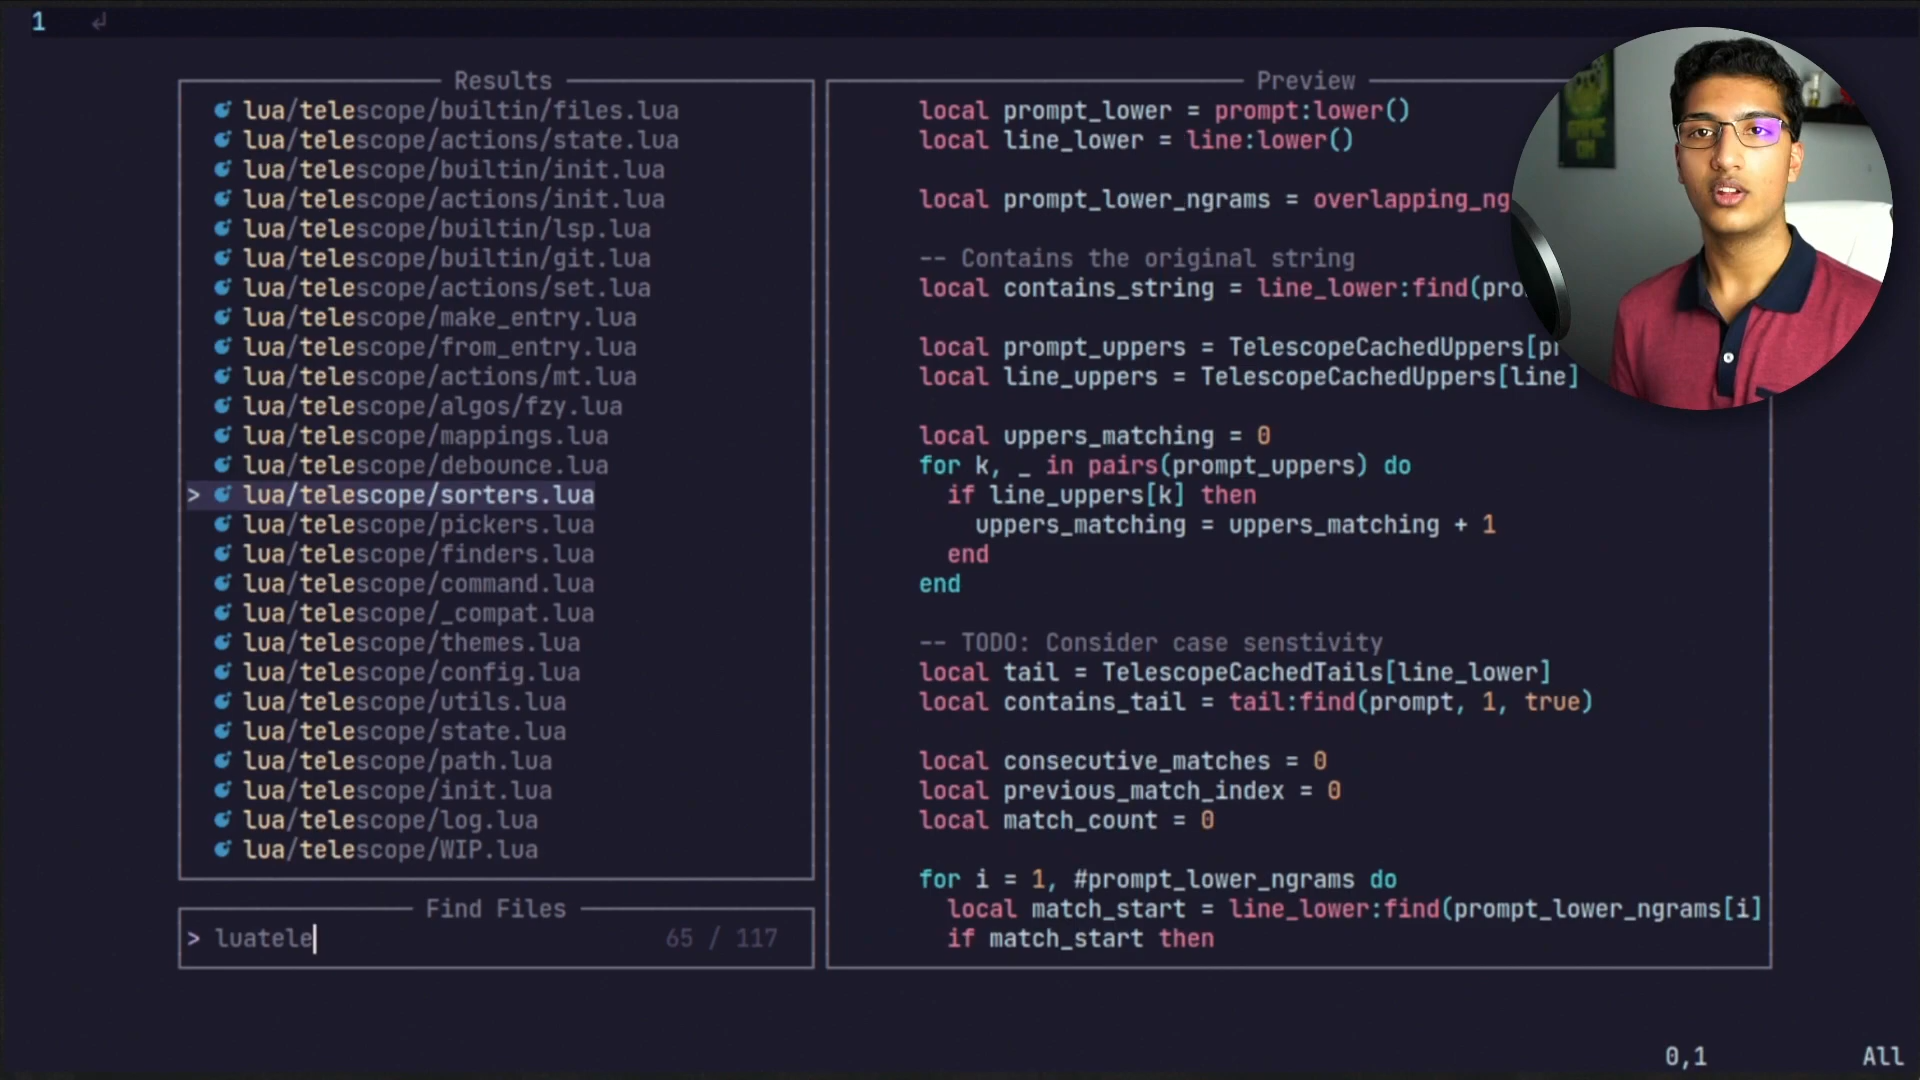 1
Results
lua/telescope/builtin/files.lua
lua/telescope/actions/state.lua
lua/telescope/builtin/init.lua
lua/telescope/actions/init.lua
lua/telescope/builtin/lsp.lua
lua/telescope/builtin/git.lua
lua/telescope/actions/set.lua
lua/telescope/make_entry.lua
lua/telescope/from_entry.lua
lua/telescope/actions/mt.lua
lua/telescope/algos/fzy.lua
lua/telescope/mappings.lua
lua/telescope/debounce.lua
> lua/telescope/sorters.lua
lua/telescope/pickers.lua
lua/telescope/finders.lua
lua/telescope/command.lua
lua/telescope/_compat.lua
lua/telescope/themes.lua
lua/telescope/config.lua
lua/telescope/utils.lua
lua/telescope/state.lua
lua/telescope/path.lua
lua/telescope/init.lua
lua/telescope/log.lua
lua/telescope/WIP.lua
Find Files
> luatele 65 / 117
Preview
local prompt_lower = prompt:lower()
local line_lower = line:lower()
local prompt_lower_ngrams = overlapping_ng
-- Contains the original string
local contains_string = line_lower:find(pro
local prompt_uppers = TelescopeCachedUppers[pr
local line_uppers = TelescopeCachedUppers[line]
local uppers_matching = 0
for k, _ in pairs(prompt_uppers) do
if line_uppers[k] then
uppers_matching = uppers_matching + 1
end
end
-- TODO: Consider case senstivity
local tail = TelescopeCachedTails[line_lower]
local contains_tail = tail:find(prompt, 1, true)
local consecutive_matches = 0
local previous_match_index = 0
local match_count = 0
for i = 1, #prompt_lower_ngrams do
local match_start = line_lower:find(prompt_lower_ngrams[i]
if match_start then
0,1 All